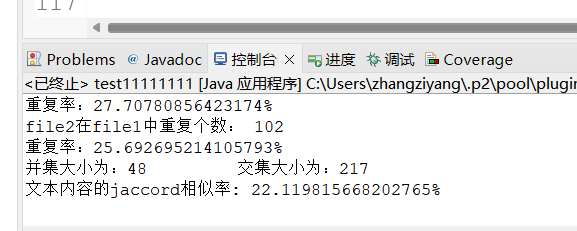 117
Problems Javadoc 控制台 进度 调试 Coverage
<已终止> test11111111 [Java 应用程序] C:\Users\zhangziyang\.p2\pool\plugin
重复率：27.70780856423174%
file2在file1中重复个数： 102
重复率：25.692695214105793%
并集大小为：48 交集大小为：217
文本内容的jaccord相似率: 22.119815668202765%